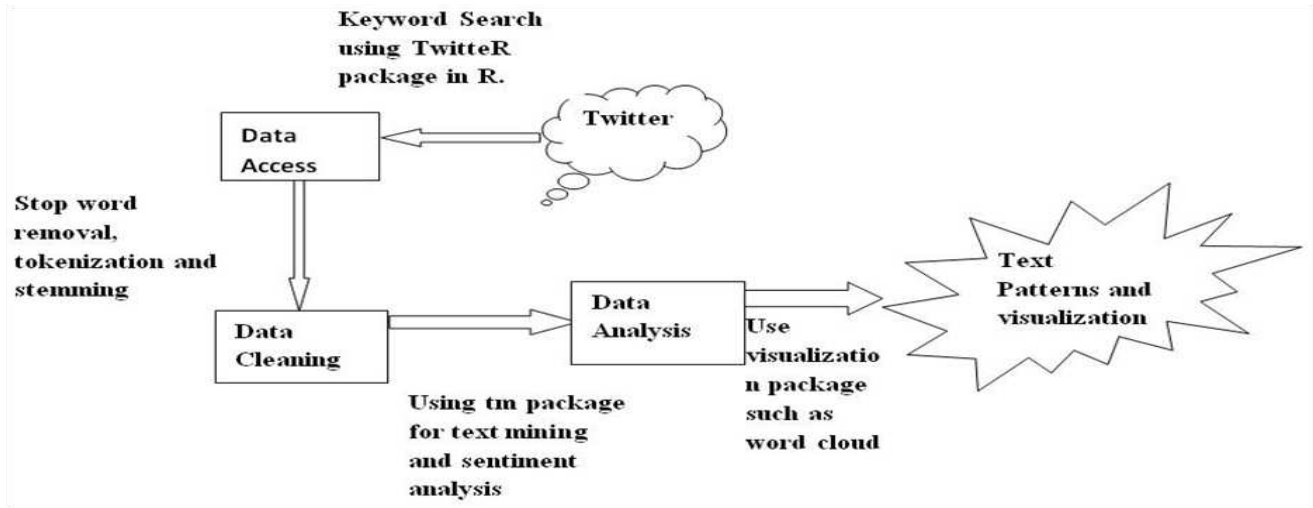 Keyword Search
using TwitteR
package in R.
Twitter
Data
Access
Stop word
removal,
tokenization and
stemming
Data
Cleaning
Using tm package
for text mining
and sentiment
analysis
Data
Analysis
Use
visualizatio
n package
such as
word cloud
Text
Patterns and
visualization